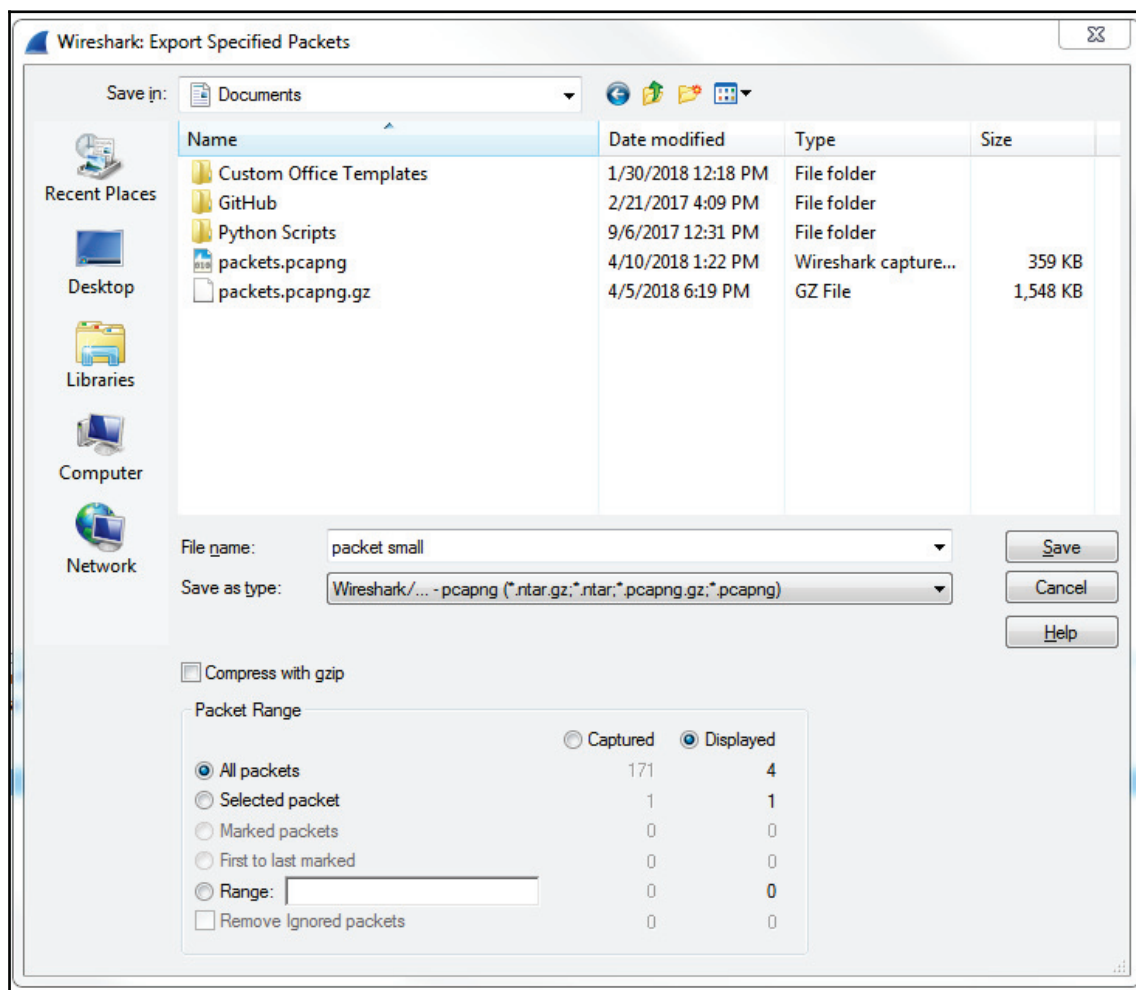 Wireshark: Export Specified Packets
Save in: Documents
Name Date modified Type Size
Custom Office Templates 1/30/2018 12:18 PM File folder
GitHub 2/21/2017 4:09 PM File folder
Python Scripts 9/6/2017 12:31 PM File folder
packets.pcapng 4/10/2018 1:22 PM Wireshark capture... 359 KB
packets.pcapng.gz 4/5/2018 6:19 PM GZ File 1,548 KB
Recent Places
Desktop
Libraries
Computer
Network
File name: packet small Save
Save as type: Wireshark/... - pcapng (*.ntar.gz;*.ntar;*.pcapng.gz;*.pcapng) Cancel
Help
Compress with gzip
Packet Range
Captured Displayed
All packets 171 4
Selected packet 1 1
Marked packets 0 0
First to last marked 0 0
Range: 0 0
Remove Ignored packets 0 0